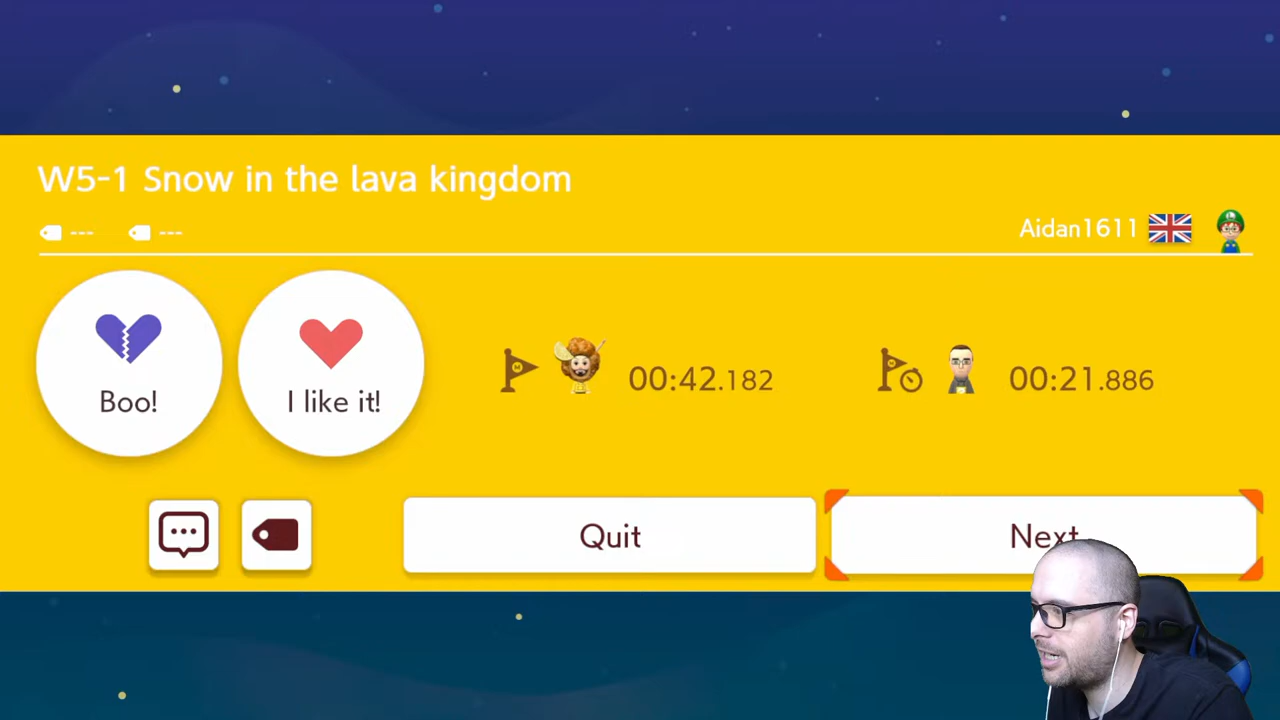 W5-1 Snow in the lava kingdom
--- ---
Aidan1611
Boo!
I like it!
M
00:42.182
M
00:21.886
Quit
Next